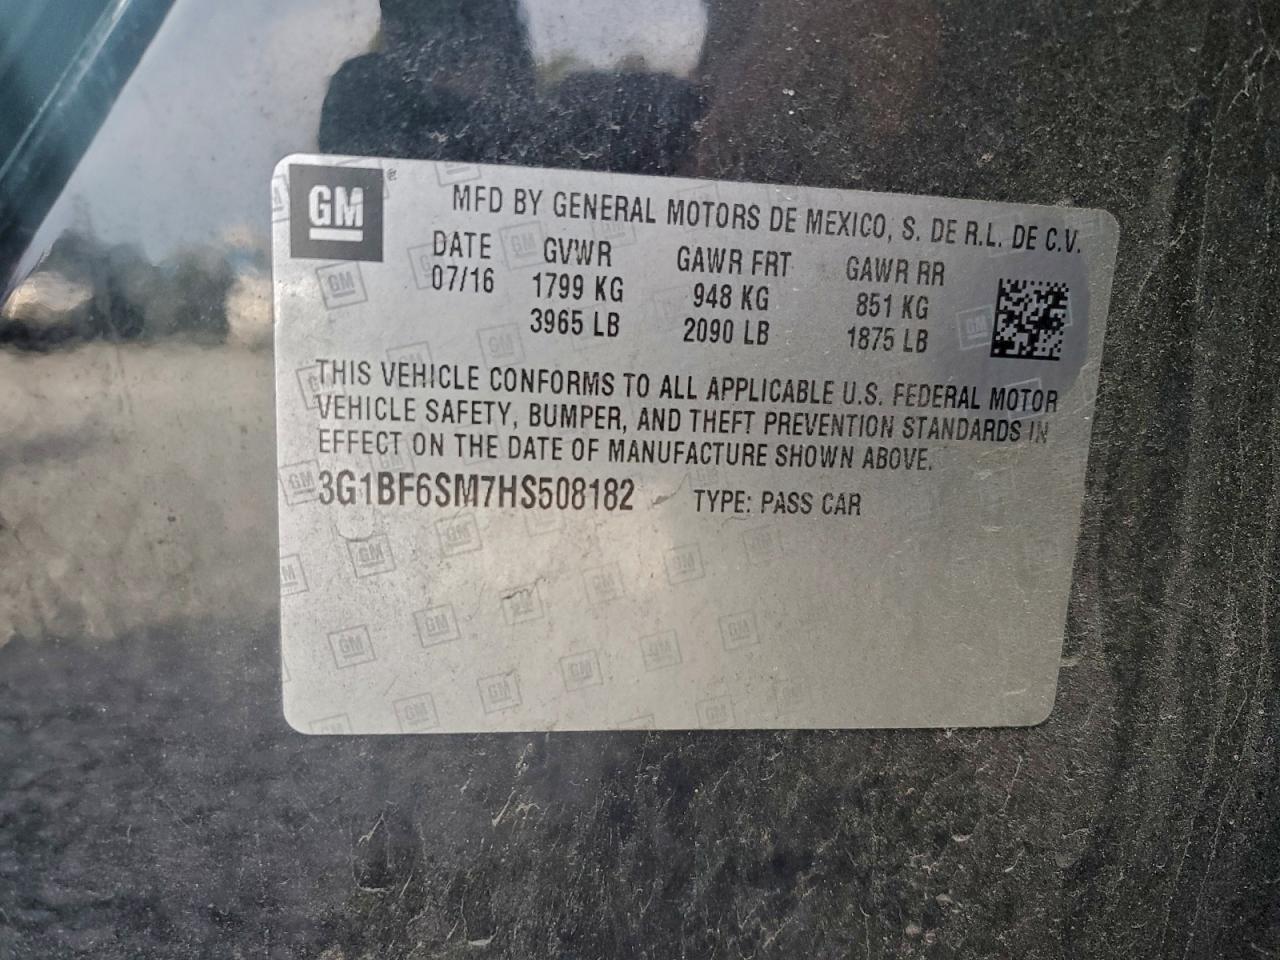 GM ®
MFD BY GENERAL MOTORS DE MEXICO, S. DE R.L. DE C.V.
DATE GVWR GAWR FRT GAWR RR
07/16 1799 KG 948 KG 851 KG
3965 LB 2090 LB 1875 LB
THIS VEHICLE CONFORMS TO ALL APPLICABLE U.S. FEDERAL MOTOR
VEHICLE SAFETY, BUMPER, AND THEFT PREVENTION STANDARDS IN
EFFECT ON THE DATE OF MANUFACTURE SHOWN ABOVE.
3G1BF6SM7HS508182 TYPE: PASS CAR